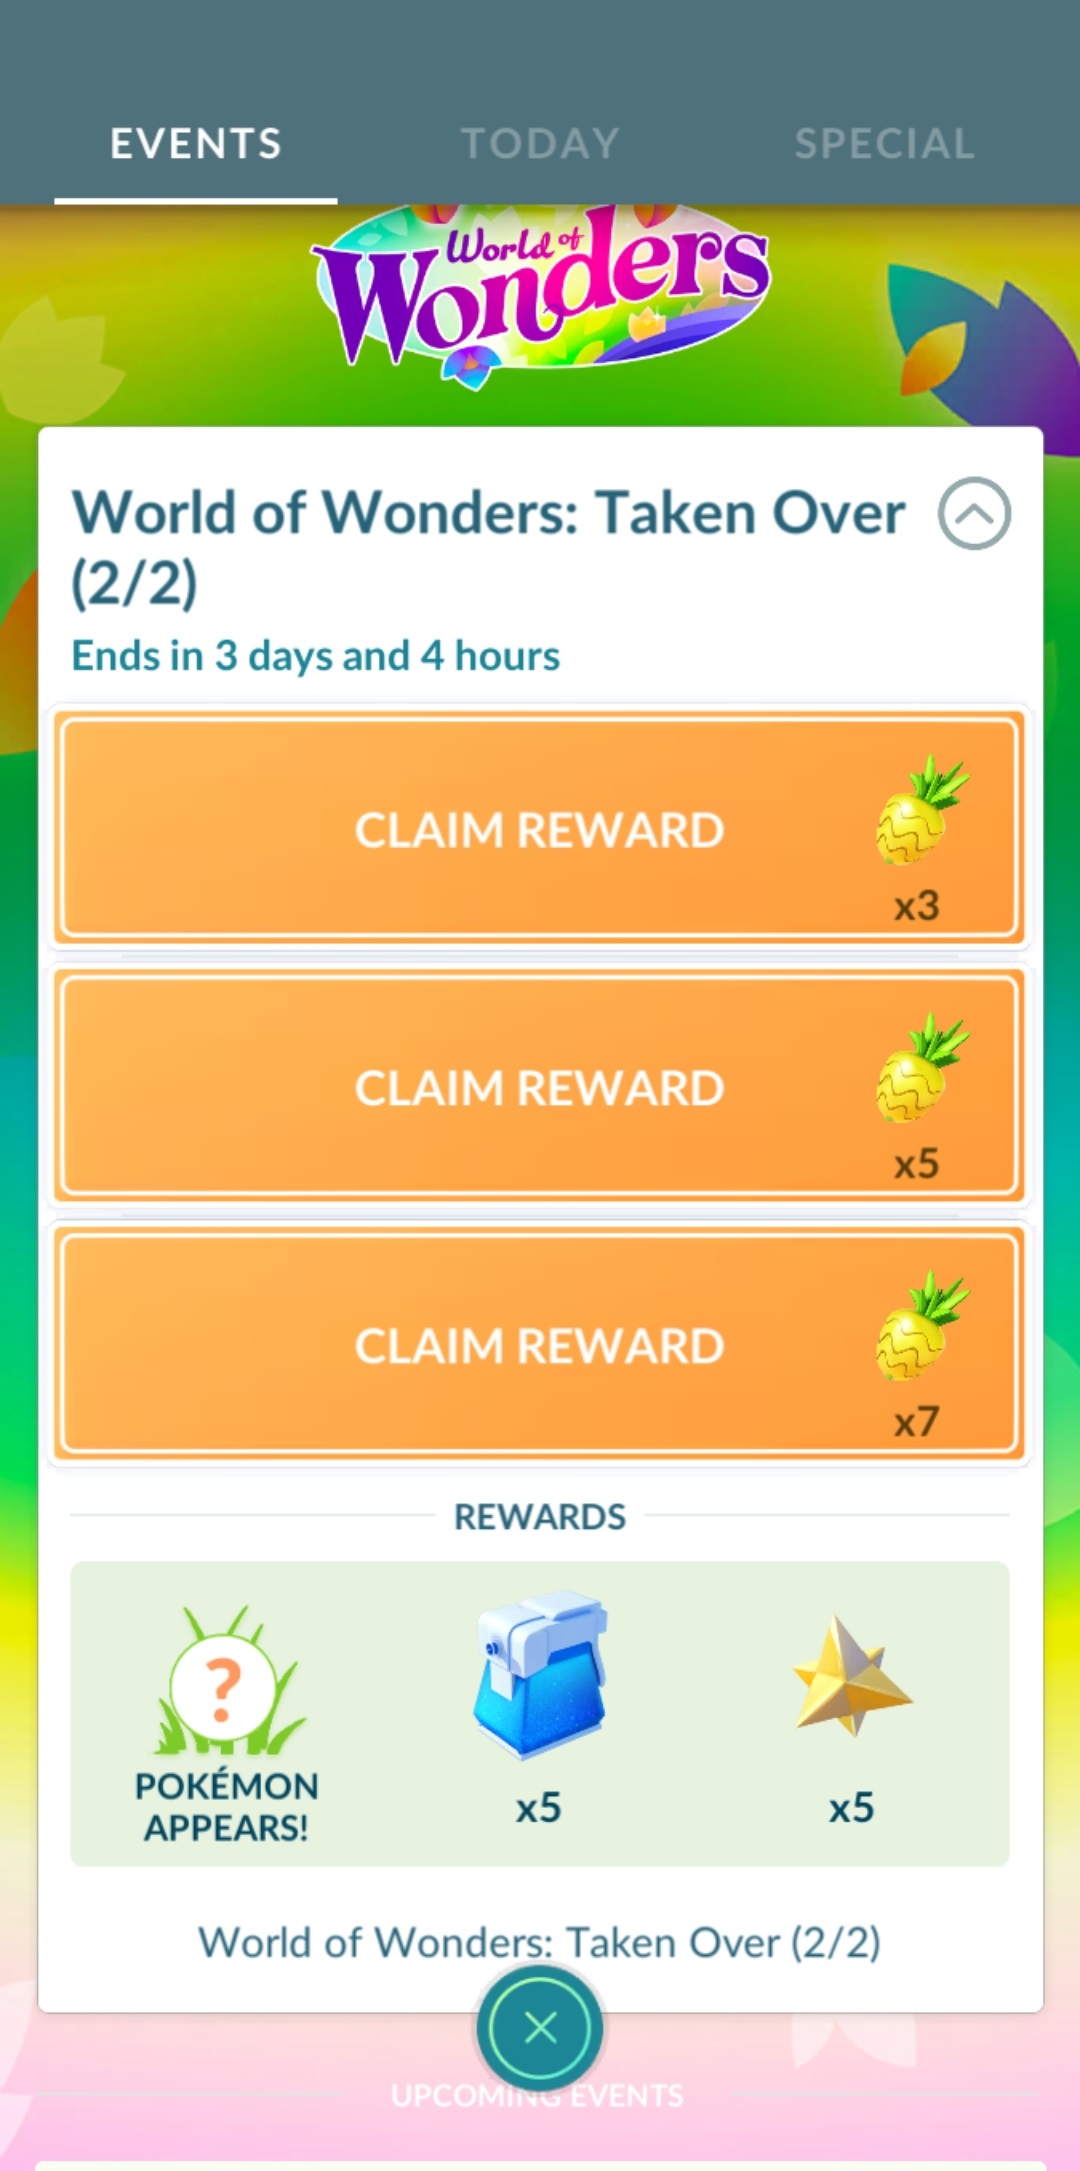 EVENTS
TODAY
SPECIAL
World of
Wonders
World of Wonders: Taken Over
(2/2)
Ends in 3 days and 4 hours
CLAIM REWARD
x3
CLAIM REWARD
x5
CLAIM REWARD
x7
REWARDS
?
POKÉMON
APPEARS!
x5
x5
World of Wonders: Taken Over (2/2)
UPCOMING EVENTS